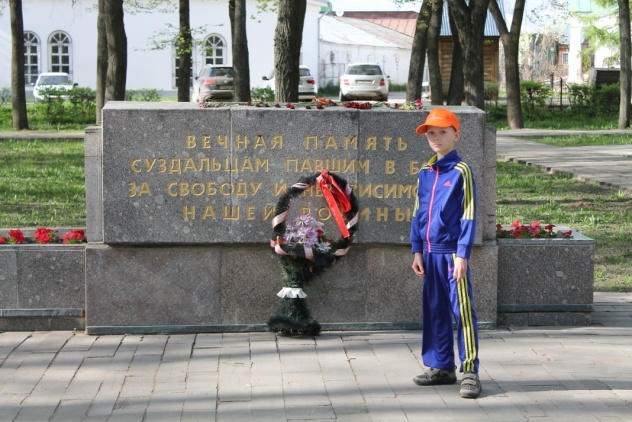 ВЕЧНАЯ ПАМЯТЬ
СУЗДАЛЬЦАМ ПАВШИМ В
ЗА СВОБОДУ И
НАШЕЙ РОДИНЫ